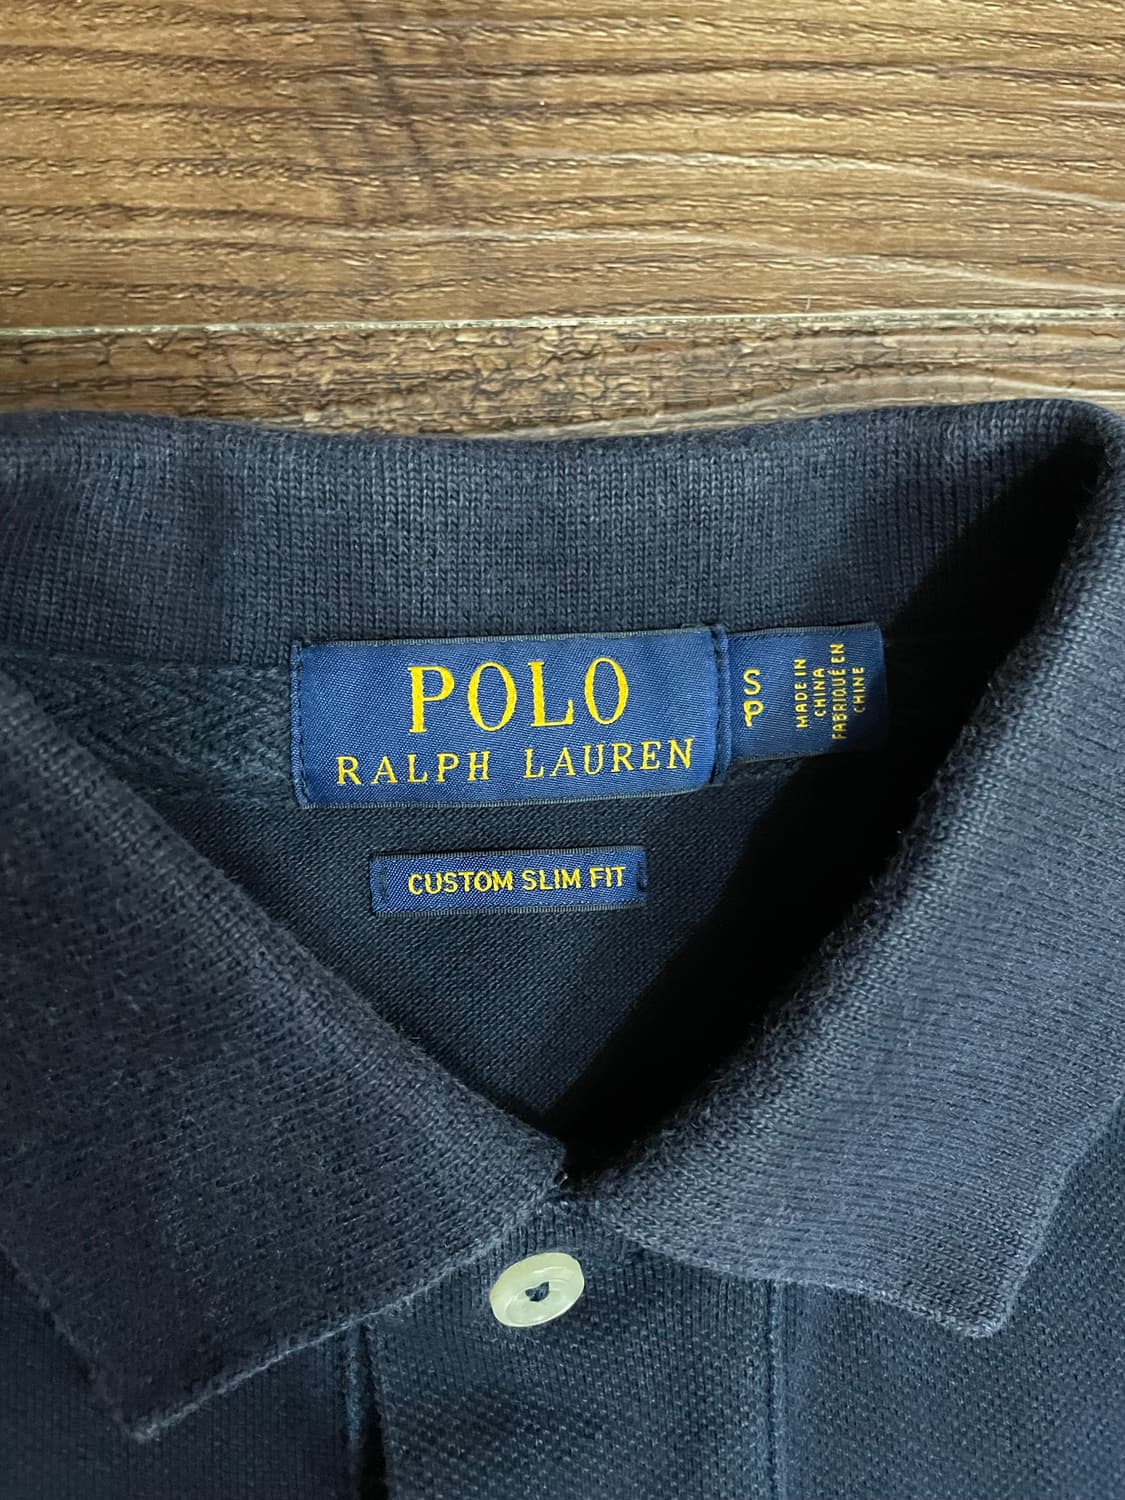 POLO
RALPH LAUREN
S
P
MADE IN
CHINA
FABRIQUÉ EN
CHINE
CUSTOM SLIM FIT